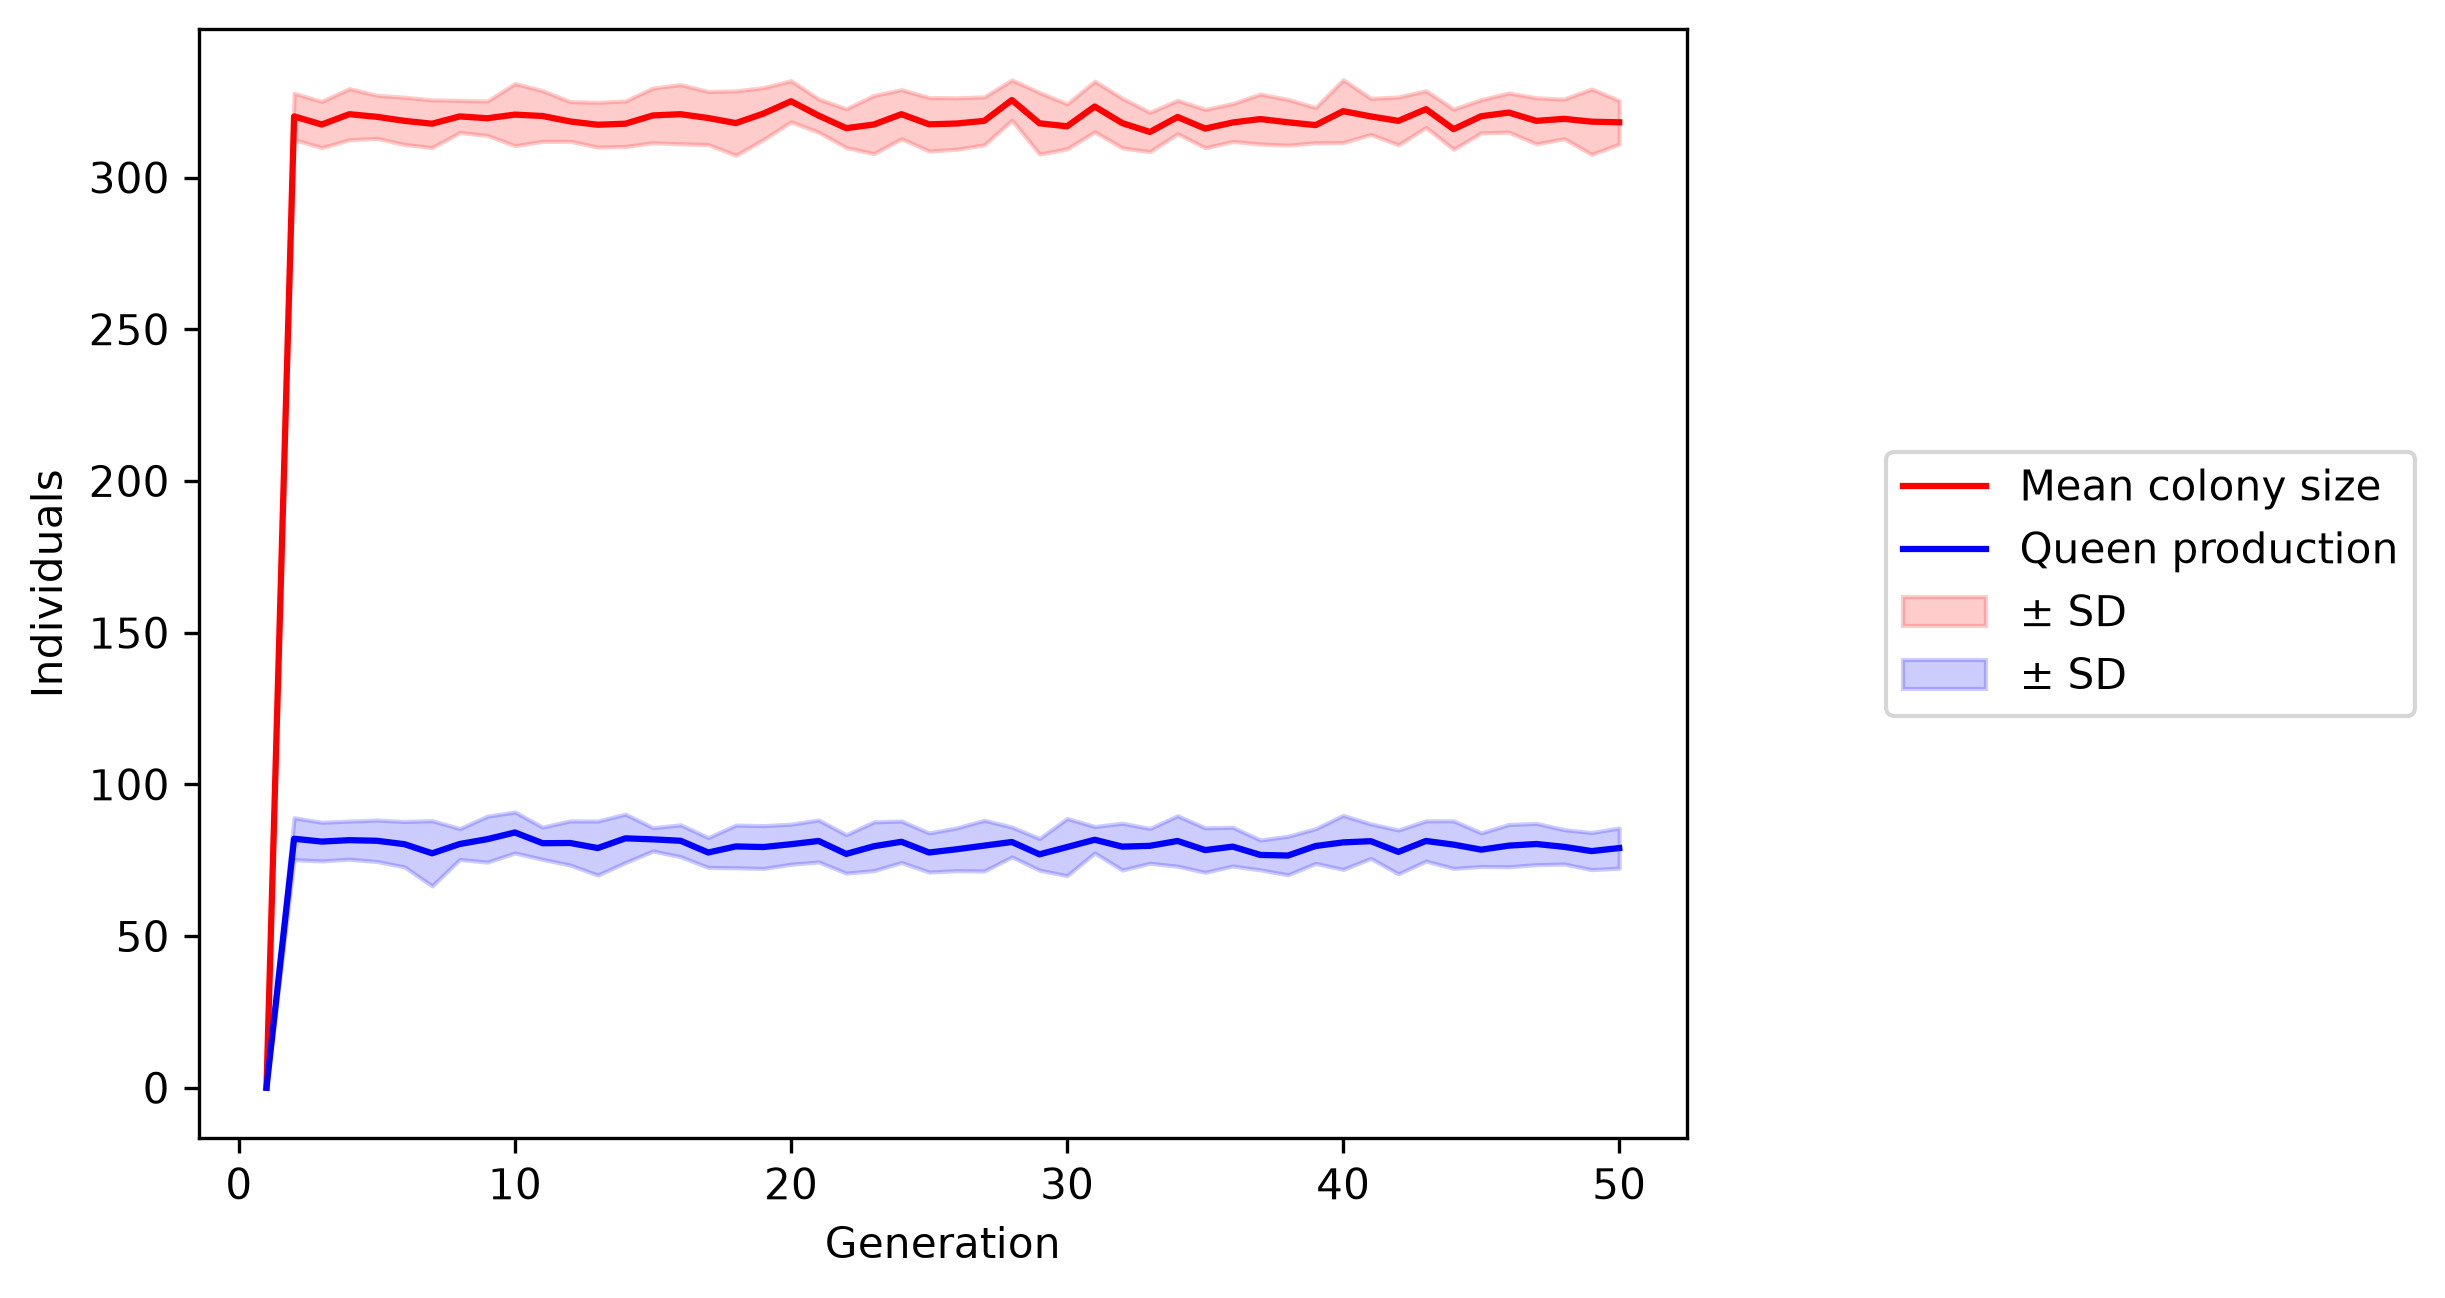 300
250
200
150
100
50
0
Individuals
0 10 20 30 40 50
Generation
Mean colony size
Queen production
± SD
± SD